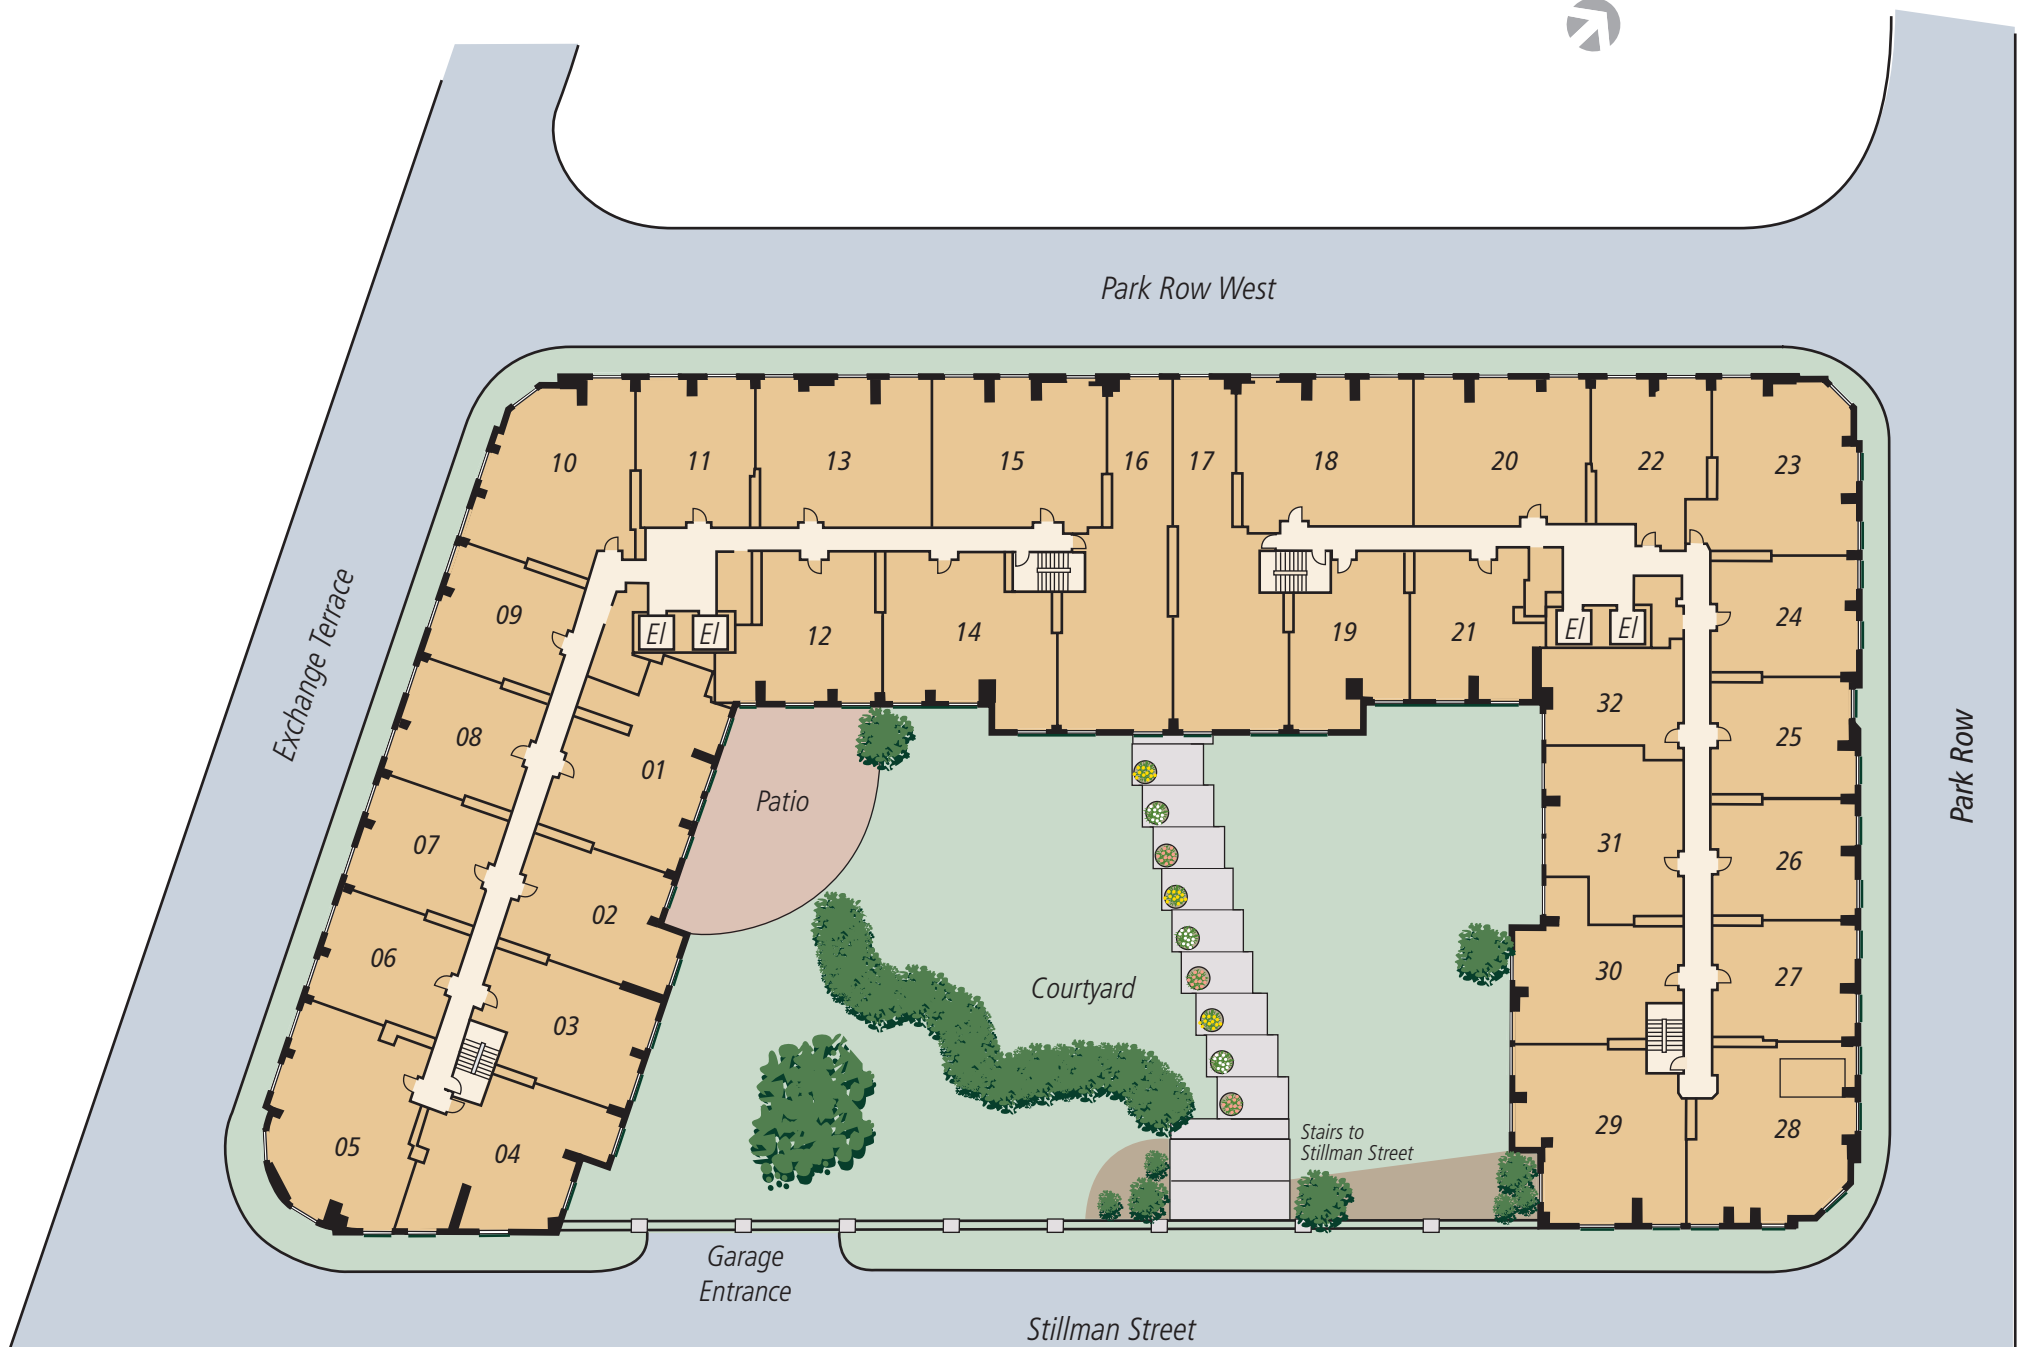 Park Row West
10
11
13
15
16
17
18
20
22
23
Exchange Terrace
09
El
El
12
14
19
21
El
El
24
08
01
32
25
Park Row
Patio
07
02
31
26
06
03
Courtyard
30
27
05
04
Stairs to
Stillman Street
29
28
Garage
Entrance
Stillman Street